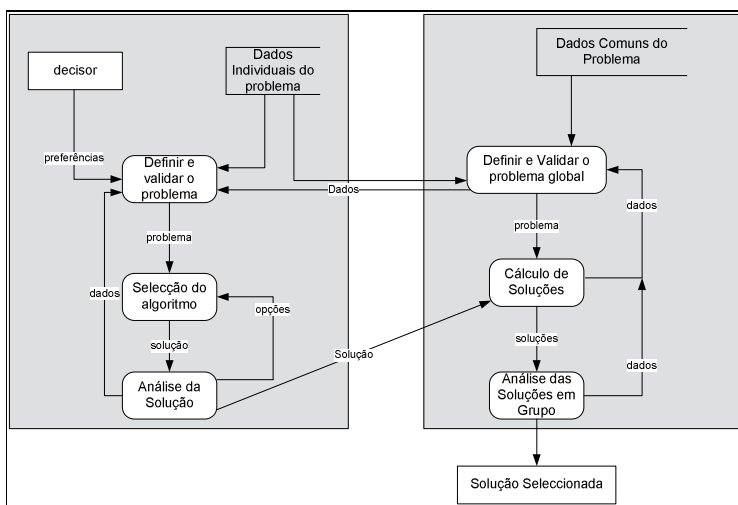 decisor
Dados
Individuais do
problema
Dados Comuns do
Problema
preferências
Definir e
validar o
problema
Definir e Validar o
problema global
Dados
dados
problema
problema
Selecção do
algoritmo
Cálculo de
Soluções
dados
opções
solução
Solução
soluções
dados
Análise da
Solução
Análise das
Soluções em
Grupo
Solução Seleccionada